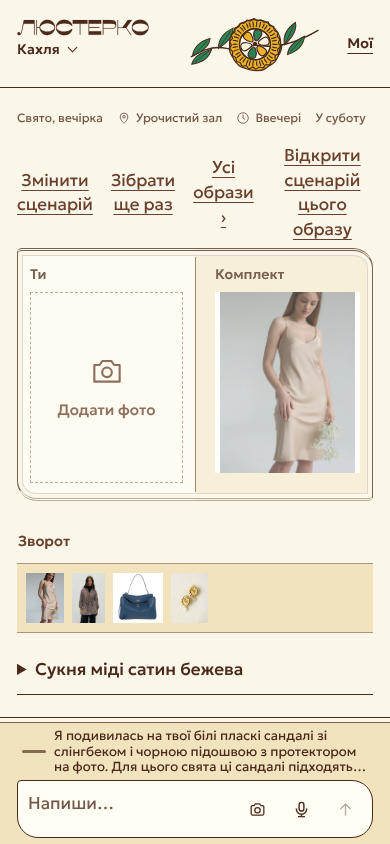 ЛЮСТЕРКО
Кахля
Мої
Свято, вечірка Урочистий зал Ввечері У суботу
Змінити
сценарій
Зібрати
ще раз
Усі
образи
›
Відкрити
сценарій
цього
образу
Ти
Комплект
Додати фото
Зворот
Сукня міді сатин бежева
Я подивилась на твої білі пласкі сандалі зі
слінгбеком і чорною підошвою з протектором
на фото. Для цього свята ці сандалі підходять…
Напиши…